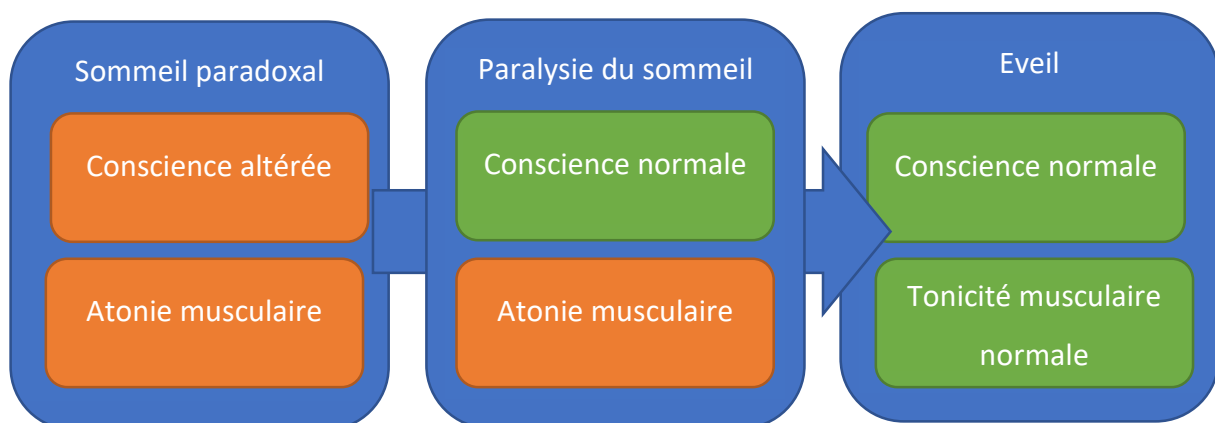 Sommeil paradoxal
Conscience altérée
Atonie musculaire
Paralysie du sommeil
Conscience normale
Atonie musculaire
Eveil
Conscience normale
Tonicité musculaire
normale